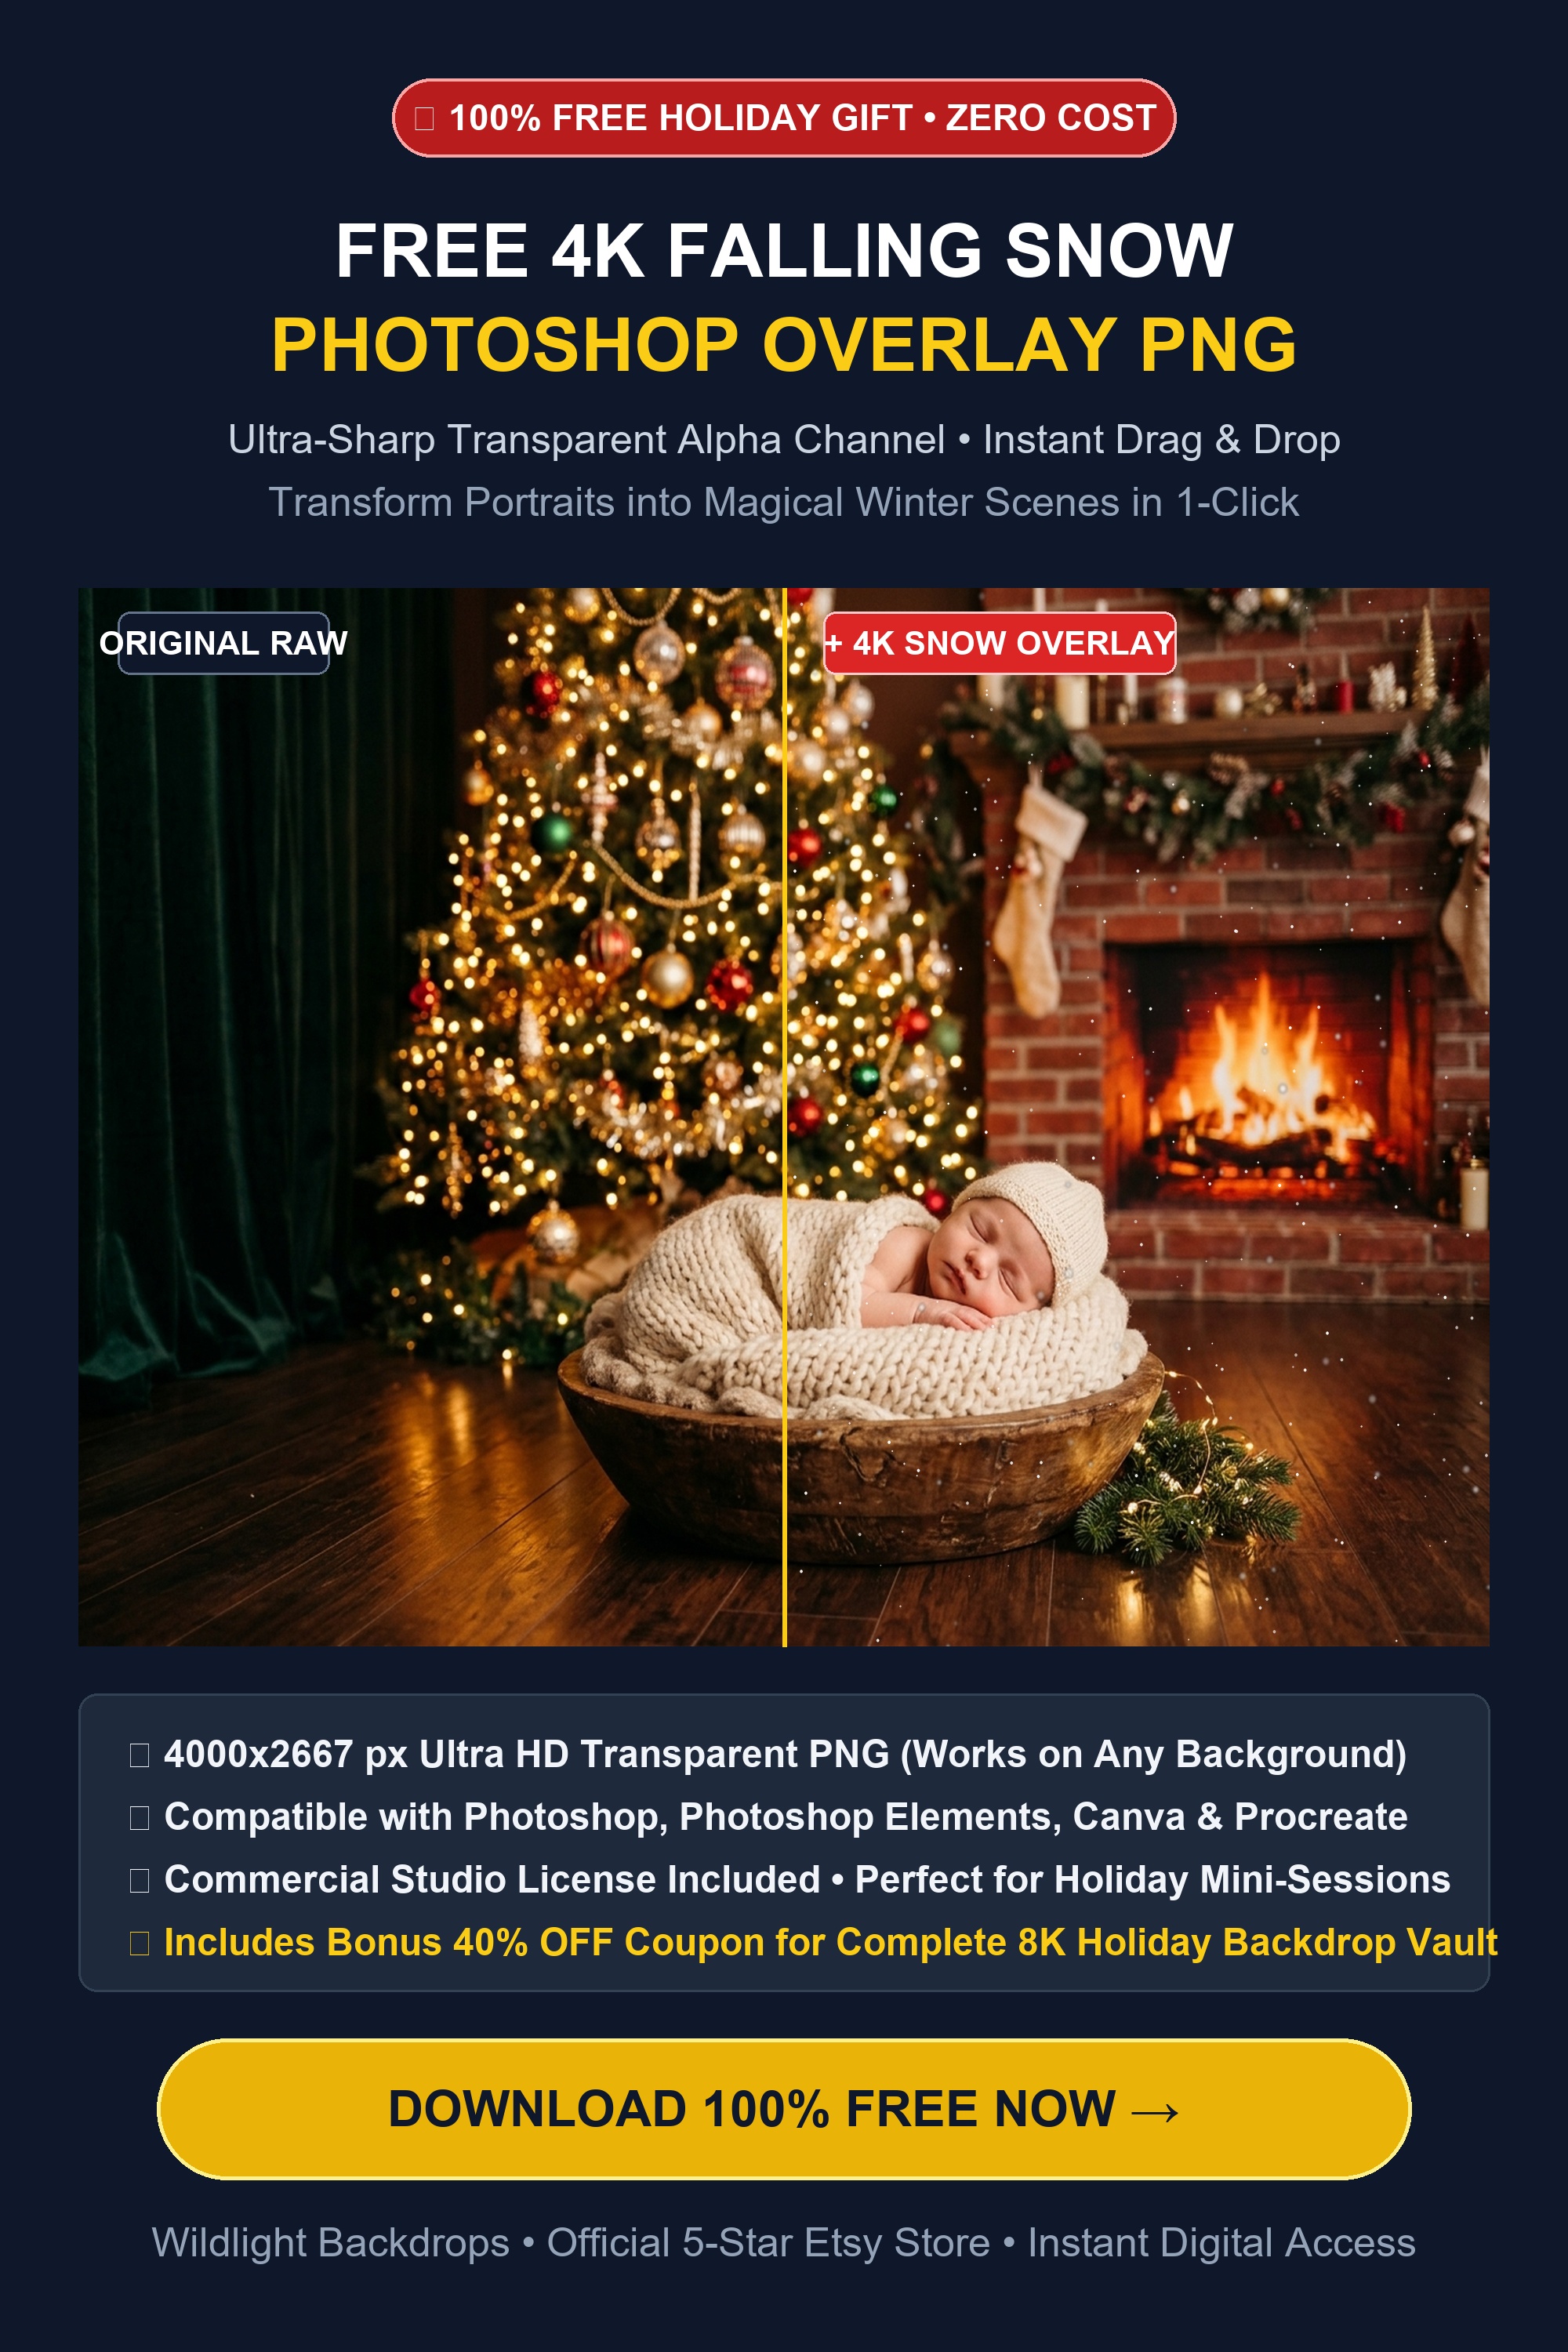 100% FREE HOLIDAY GIFT • ZERO COST
FREE 4K FALLING SNOW
PHOTOSHOP OVERLAY PNG
Ultra-Sharp Transparent Alpha Channel • Instant Drag & Drop
Transform Portraits into Magical Winter Scenes in 1-Click
ORIGINAL RAW
+ 4K SNOW OVERLAY
4000x2667 px Ultra HD Transparent PNG (Works on Any Background)
Compatible with Photoshop, Photoshop Elements, Canva & Procreate
Commercial Studio License Included • Perfect for Holiday Mini-Sessions
Includes Bonus 40% OFF Coupon for Complete 8K Holiday Backdrop Vault
DOWNLOAD 100% FREE NOW →
Wildlight Backdrops • Official 5-Star Etsy Store • Instant Digital Access